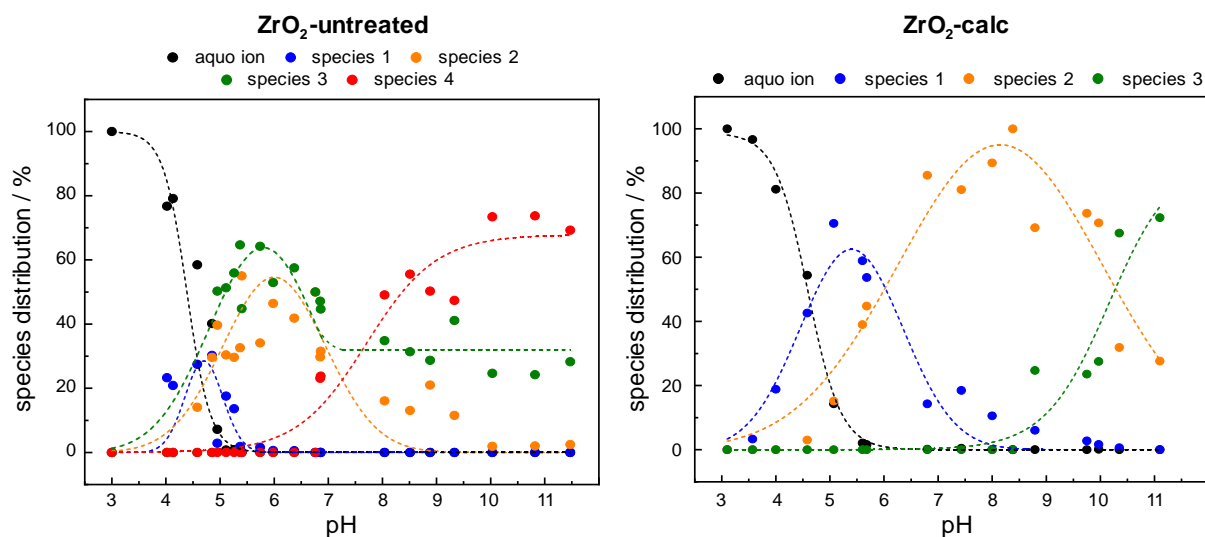 ZrO2-untreated
aquo ion species 1 species 2
species 3 species 4
species distribution / %
100
80
60
40
20
0
3 4 5 6 7 8 9 10 11
pH
ZrO2-calc
aquo ion species 1 species 2 species 3
species distribution / %
100
80
60
40
20
0
3 4 5 6 7 8 9 10 11
pH